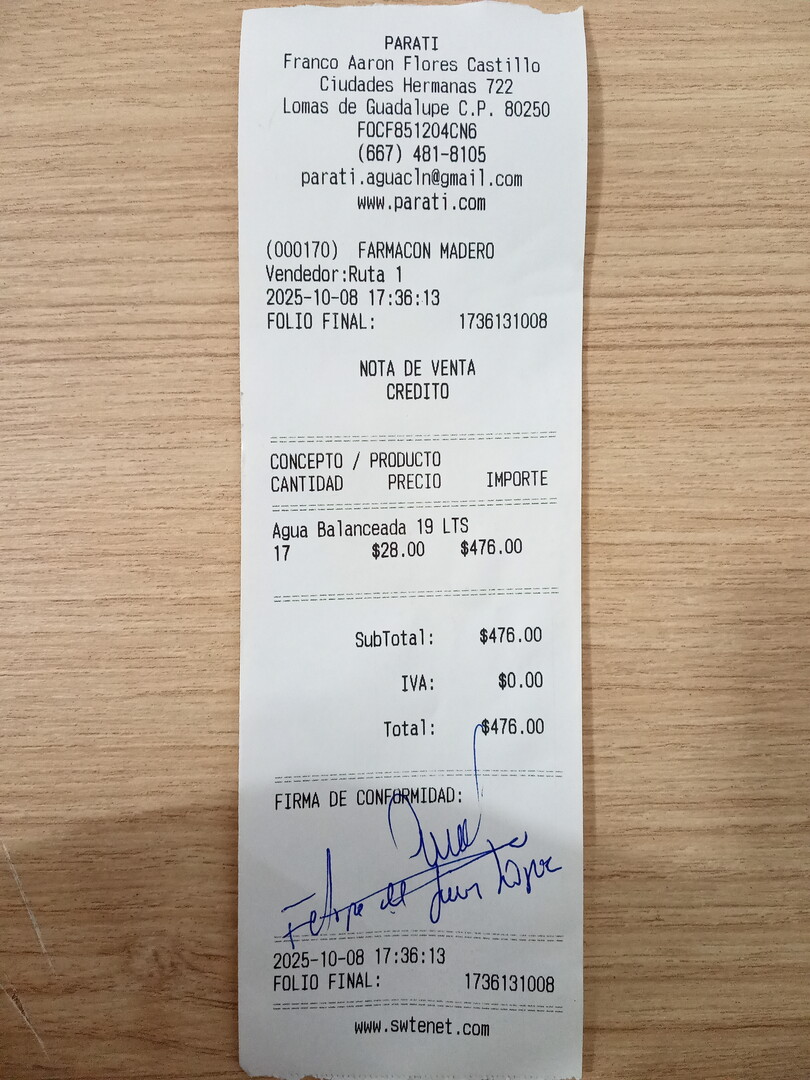 PARATI
Franco Aaron Flores Castillo
Ciudades Hermanas 722
Lomas de Guadalupe C.P. 80250
FOCF851204CN6
(667) 481-8105
parati.aguacln@gmail.com
www.parati.com
(000170) FARMACON MADERO
Vendedor:Ruta 1
2025-10-08 17:36:13
FOLIO FINAL: 1736131008
NOTA DE VENTA
CREDITO
CONCEPTO / PRODUCTO
CANTIDAD PRECIO IMPORTE
Agua Balanceada 19 LTS
17 $28.00 $476.00
SubTotal: $476.00
IVA: $0.00
Total: $476.00
FIRMA DE CONFORMIDAD:
Felipe de Jesus Lopez
2025-10-08 17:36:13
FOLIO FINAL: 1736131008
www.swtenet.com